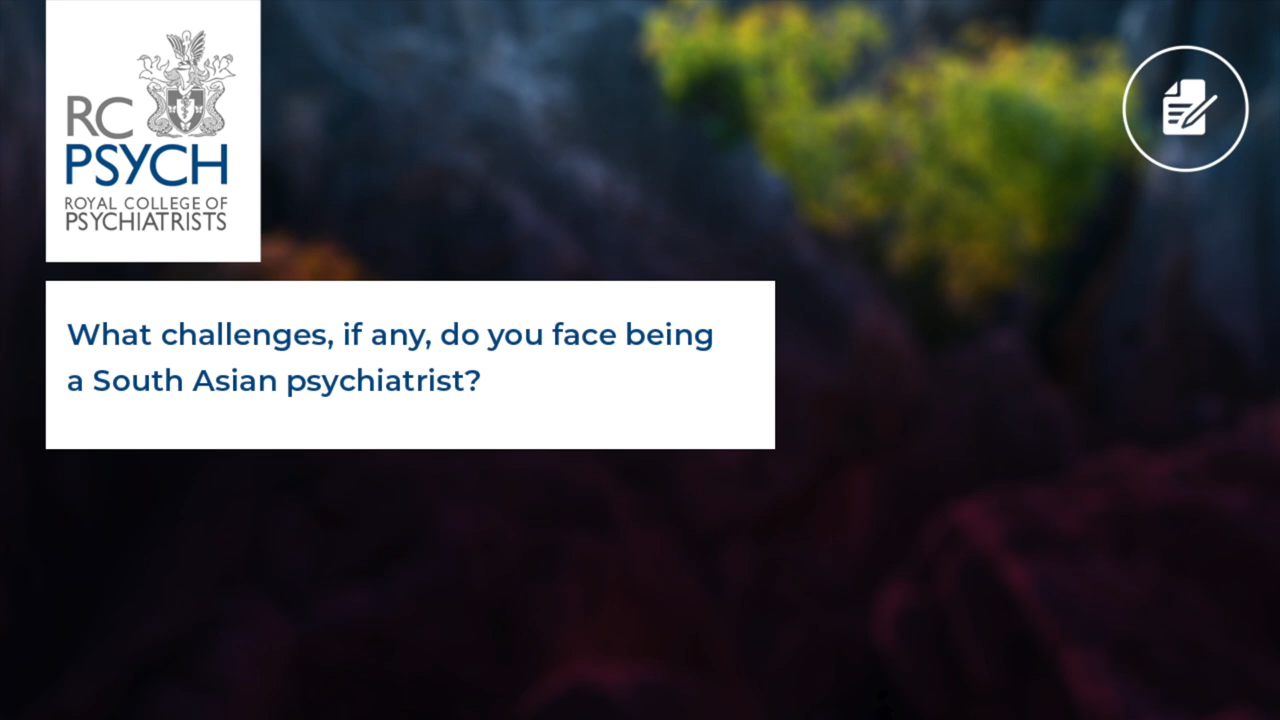 RC
PSYCH
ROYAL COLLEGE OF
PSYCHIATRISTS
What challenges, if any, do you face being
a South Asian psychiatrist?